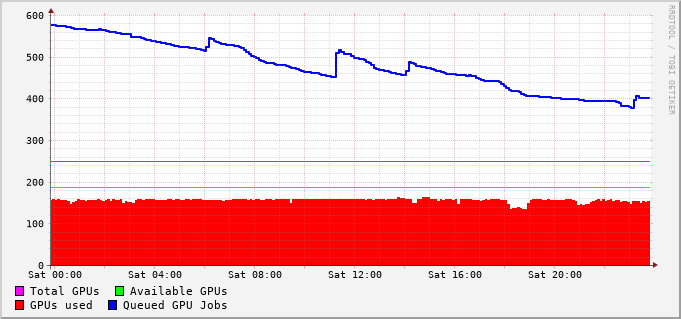 600
500
400
300
200
100
0
Sat 00:00 Sat 04:00 Sat 08:00 Sat 12:00 Sat 16:00 Sat 20:00
Total GPUs Available GPUs
GPUs used Queued GPU Jobs
RRDTOOL / TOBI OETIKER